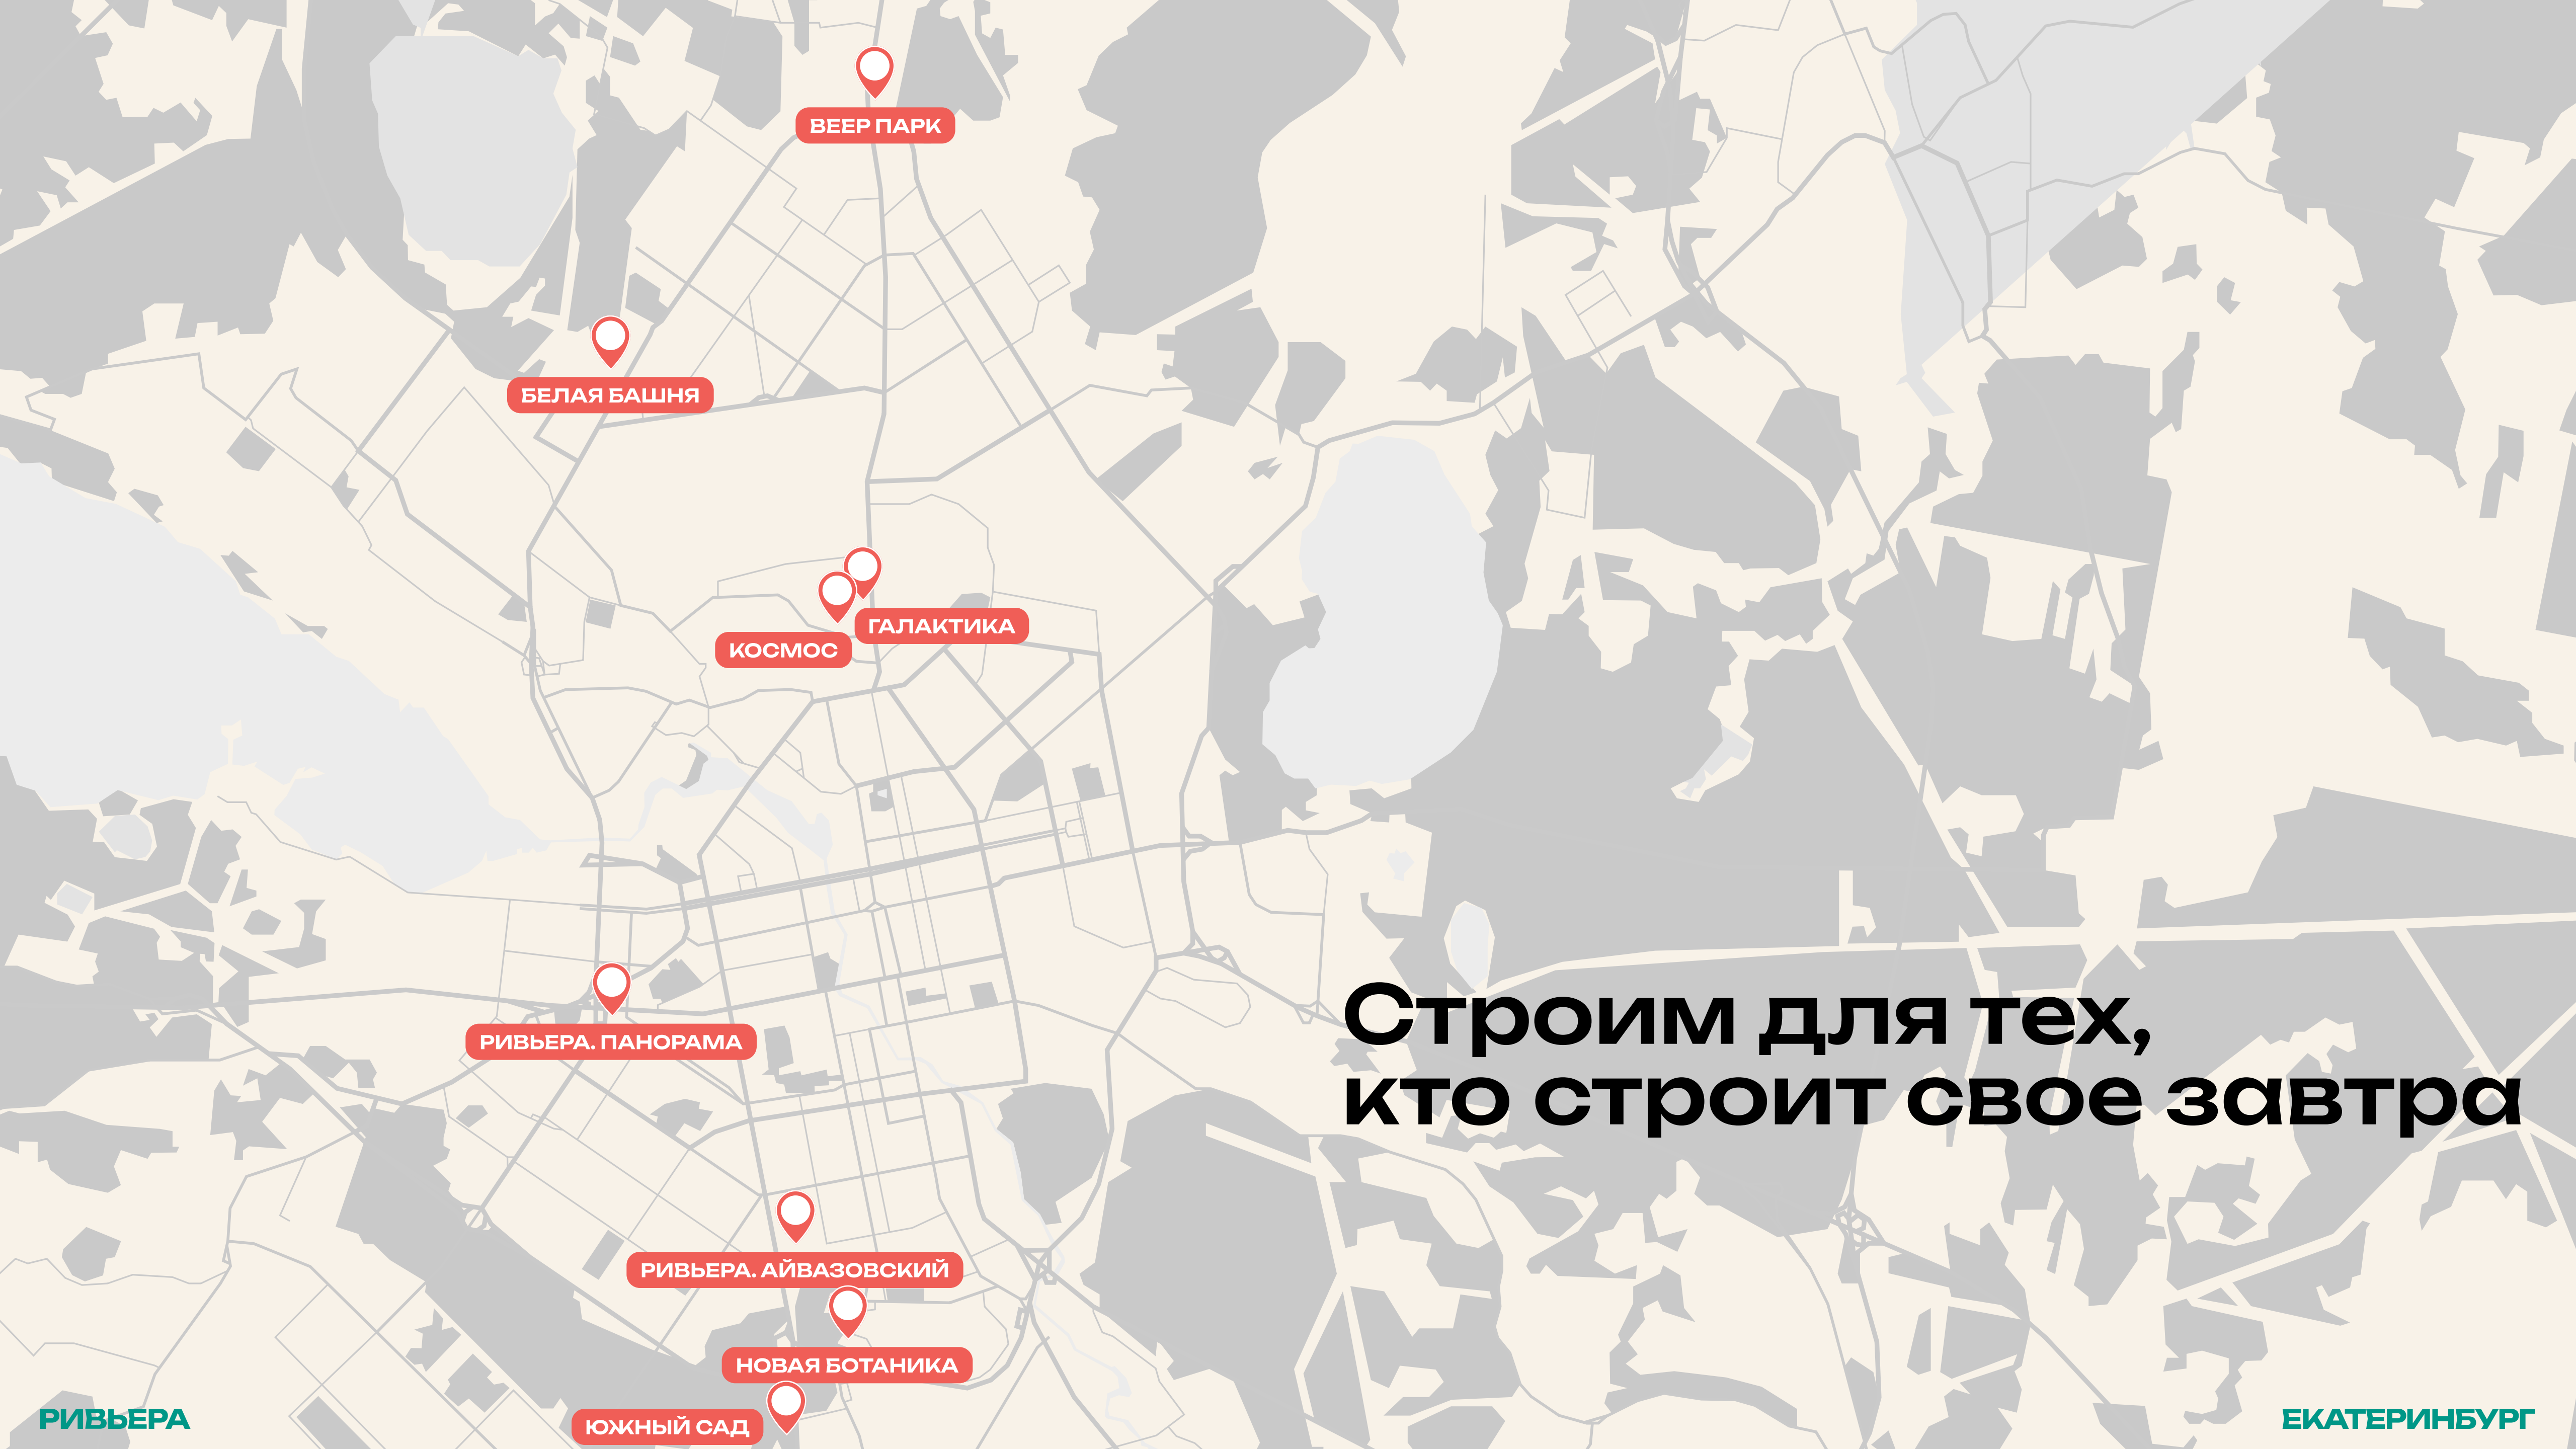 ВЕЕР ПАРК
БЕЛАЯ БАШНЯ
ГАЛАКТИКА
КОСМОС
Строим для тех,
кто строит свое завтра
РИВЬЕРА. ПАНОРАМА
РИВЬЕРА. АЙВАЗОВСКИЙ
НОВАЯ БОТАНИКА
ЮЖНЫЙ САД
РИВЬЕРА
ЕКАТЕРИНБУРГ